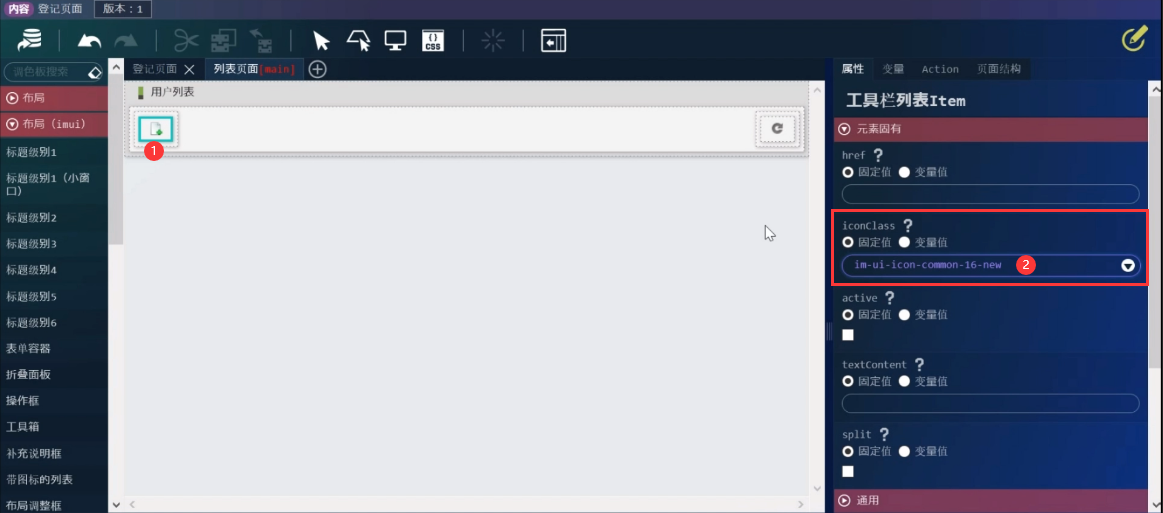 内容 登记页面 版本：1
调色板搜索
登记页面
列表页面[main]
属性 变量 Action 页面结构
布局
布局（imui）
标题级别1
标题级别1（小窗
口）
标题级别2
标题级别3
标题级别4
标题级别5
标题级别6
表单容器
折叠面板
操作框
工具箱
补充说明框
带图标的列表
布局调整框
CSS
用户列表
1
工具栏列表Item
元素固有
href ?
固定值 变量值
iconClass ?
固定值 变量值
im-ui-icon-common-16-new 2
active ?
固定值 变量值
textContent ?
固定值 变量值
split ?
固定值 变量值
通用